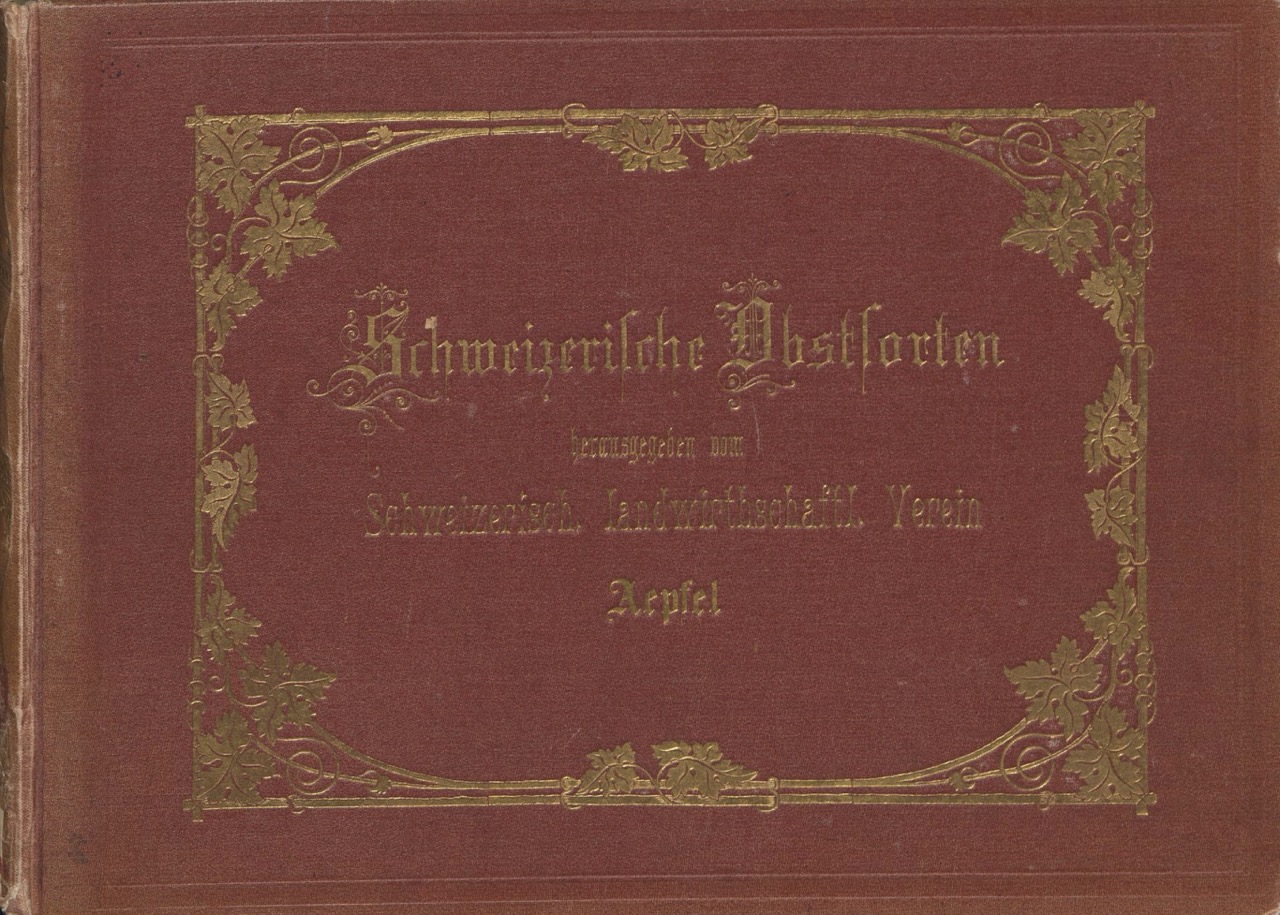 Schweizeriſche Obstſorten
herausgegeben vom
Schweizerisch. landwirthschaftl. Verein
Aepfel